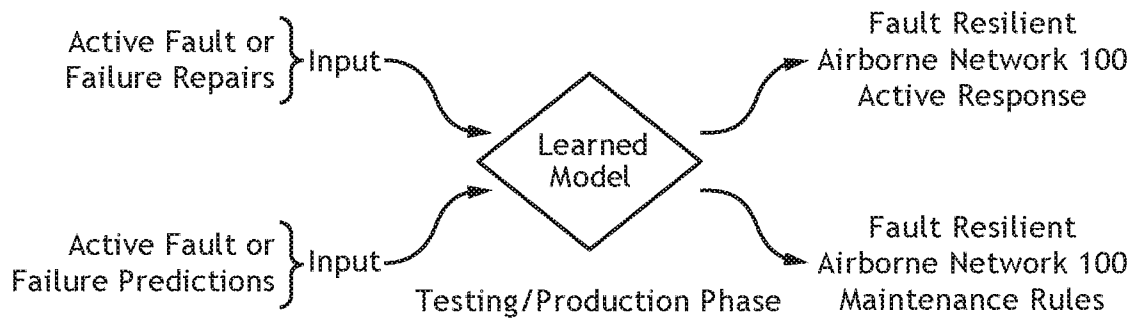 Active Fault or
Failure Repairs
Input
Fault Resilient
Airborne Network 100
Active Response
Learned
Model
Active Fault or
Failure Predictions
Input
Fault Resilient
Airborne Network 100
Maintenance Rules
Testing/Production Phase